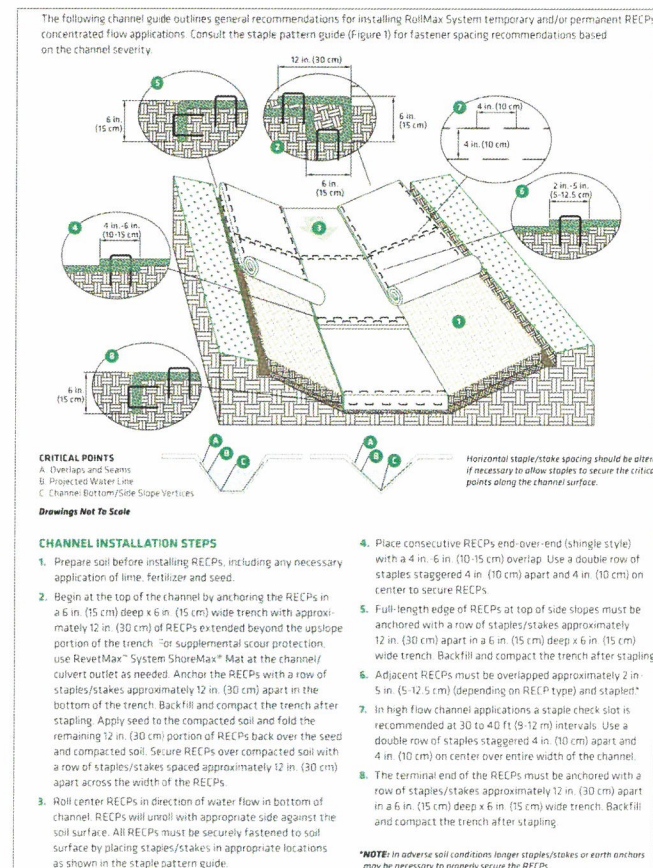 The following channel guide outlines general recommendations for installing RollMax System temporary and/or permanent RECPs
concentrated flow applications. Consult the staple pattern guide (Figure 1) for fastener spacing recommendations based
on the channel severity.
12 in. (30 cm)
5
6 in.
(15 cm)
2
6 in.
(15 cm)
6 in.
(15 cm)
7
4 in. (10 cm)
4 in. (10 cm)
6
2 in.-5 in.
(5-12.5 cm)
4
4 in.-6 in.
(10-15 cm)
3
1
8
6 in.
(15 cm)
CRITICAL POINTS
A. Overlaps and Seams
B. Projected Water Line
C. Channel Bottom/Side Slope Vertices
A
B
C
A
B
C
Horizontal staple/stake spacing should be alter
if necessary to allow staples to secure the critica
points along the channel surface.
Drawings Not To Scale
CHANNEL INSTALLATION STEPS
1. Prepare soil before installing RECPs, including any necessary
application of lime, fertilizer and seed.
2. Begin at the top of the channel by anchoring the RECPs in
a 6 in. (15 cm) deep x 6 in. (15 cm) wide trench with approxi-
mately 12 in. (30 cm) of RECPs extended beyond the upslope
portion of the trench. For supplemental scour protection,
use RevetMax™ System ShoreMax® Mat at the channel/
culvert outlet as needed. Anchor the RECPs with a row of
staples/stakes approximately 12 in. (30 cm) apart in the
bottom of the trench. Backfill and compact the trench after
stapling. Apply seed to the compacted soil and fold the
remaining 12 in. (30 cm) portion of RECPs back over the seed
and compacted soil. Secure RECPs over compacted soil with
a row of staples/stakes spaced approximately 12 in. (30 cm)
apart across the width of the RECPs.
3. Roll center RECPs in direction of water flow in bottom of
channel. RECPs will unroll with appropriate side against the
soil surface. All RECPs must be securely fastened to soil
surface by placing staples/stakes in appropriate locations
as shown in the staple pattern guide.
4. Place consecutive RECPs end-over-end (shingle style)
with a 4 in.-6 in. (10-15 cm) overlap. Use a double row of
staples staggered 4 in. (10 cm) apart and 4 in. (10 cm) on
center to secure RECPs.
5. Full-length edge of RECPs at top of side slopes must be
anchored with a row of staples/stakes approximately
12 in. (30 cm) apart in a 6 in. (15 cm) deep x 6 in. (15 cm)
wide trench. Backfill and compact the trench after stapling
6. Adjacent RECPs must be overlapped approximately 2 in.-
5 in. (5-12.5 cm) (depending on RECP type) and stapled.*
7. In high flow channel applications a staple check slot is
recommended at 30 to 40 ft (9-12 m) intervals. Use a
double row of staples staggered 4 in. (10 cm) apart and
4 in. (10 cm) on center over entire width of the channel.
8. The terminal end of the RECPs must be anchored with a
row of staples/stakes approximately 12 in. (30 cm) apart
in a 6 in. (15 cm) deep x 6 in. (15 cm) wide trench. Backfill
and compact the trench after stapling.
*NOTE: In adverse soil conditions longer staples/stakes or earth anchors
may be necessary to properly secure the RECPs.